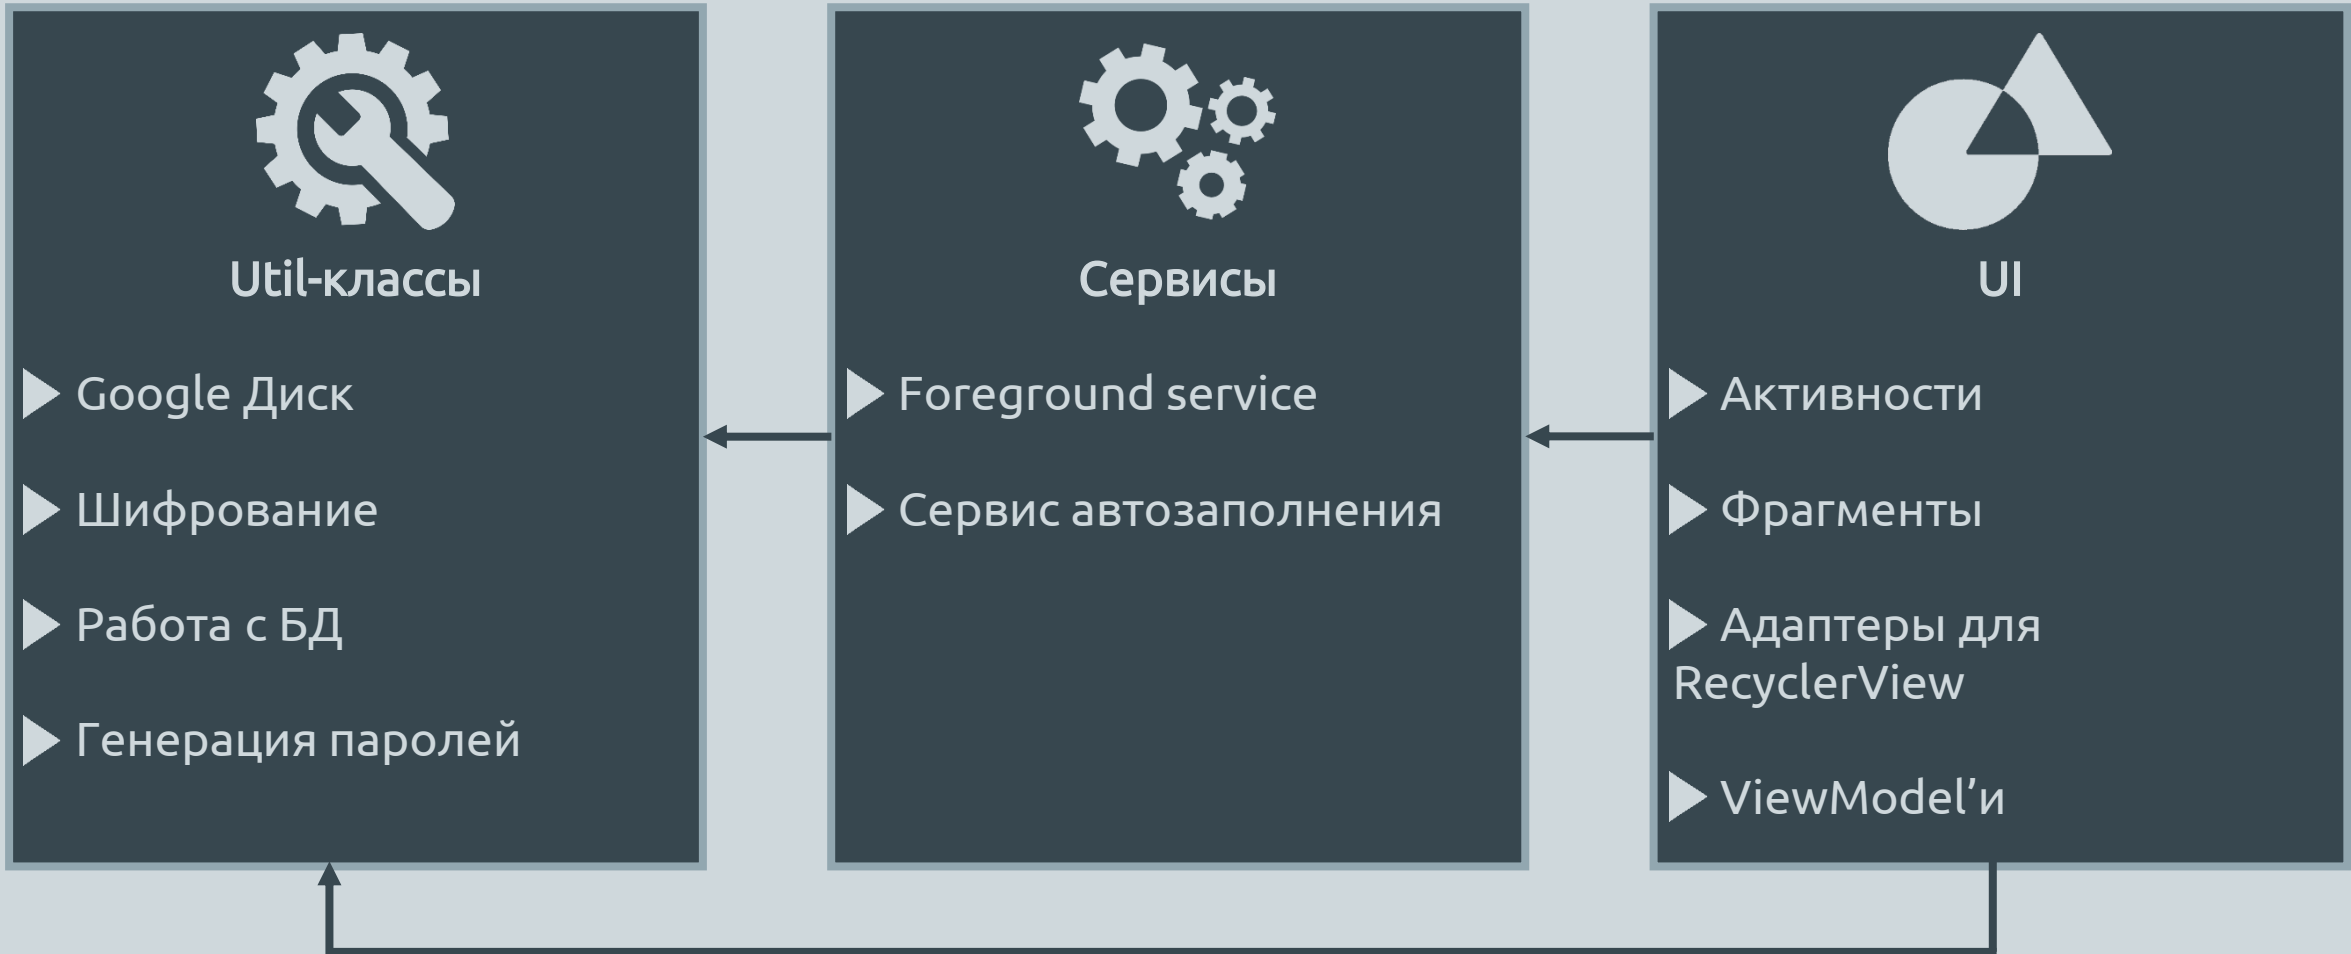 Util-классы
Google Диск
Шифрование
Работа с БД
Генерация паролей
Сервисы
Foreground service
Сервис автозаполнения
UI
Активности
Фрагменты
Адаптеры для
RecyclerView
ViewModel’и